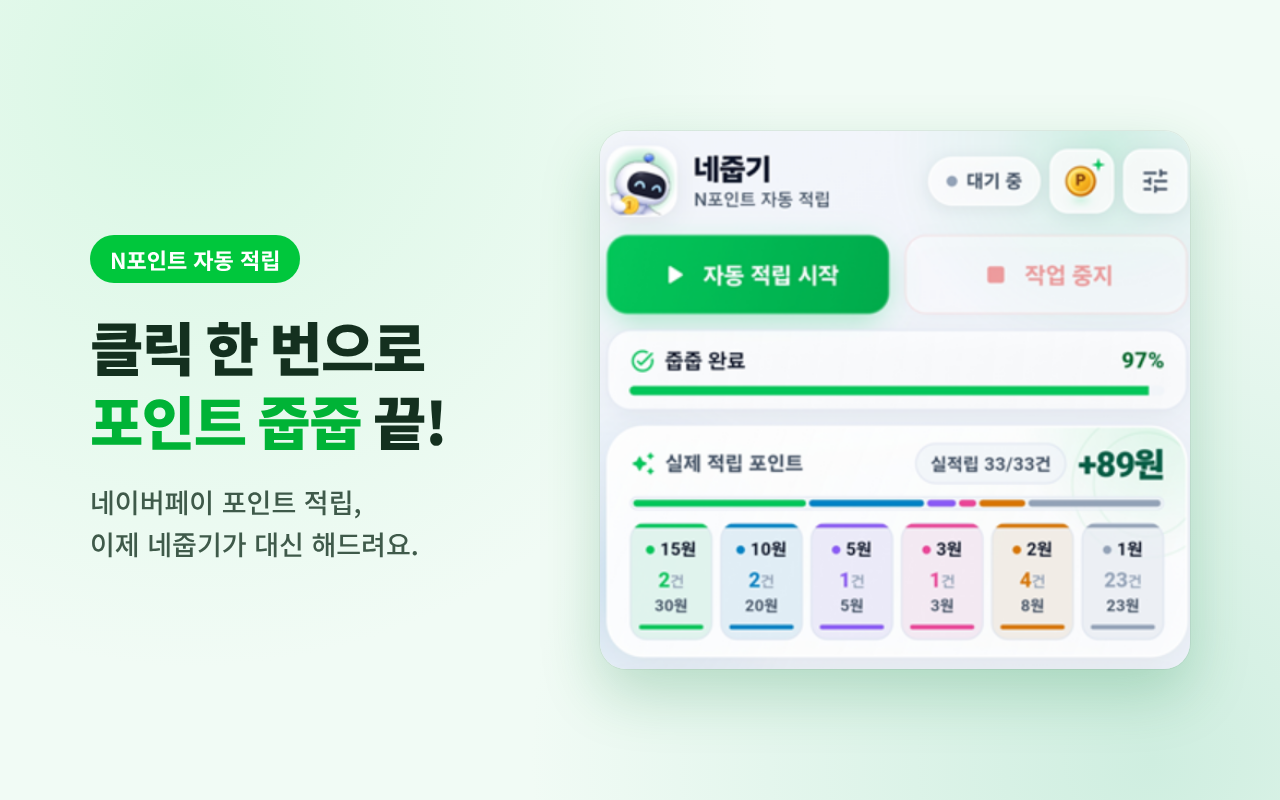 N포인트 자동 적립
클릭 한 번으로
포인트 줍줍 끝!
네이버페이 포인트 적립,
이제 네줍기가 대신 해드려요.
네줍기
N포인트 자동 적립
대기 중
P
자동 적립 시작
작업 중지
줍줍 완료
97%
실제 적립 포인트
실적립 33/33건
+89원
15원
2건
30원
10원
2건
20원
5원
1건
5원
3원
1건
3원
2원
4건
8원
1원
23건
23원